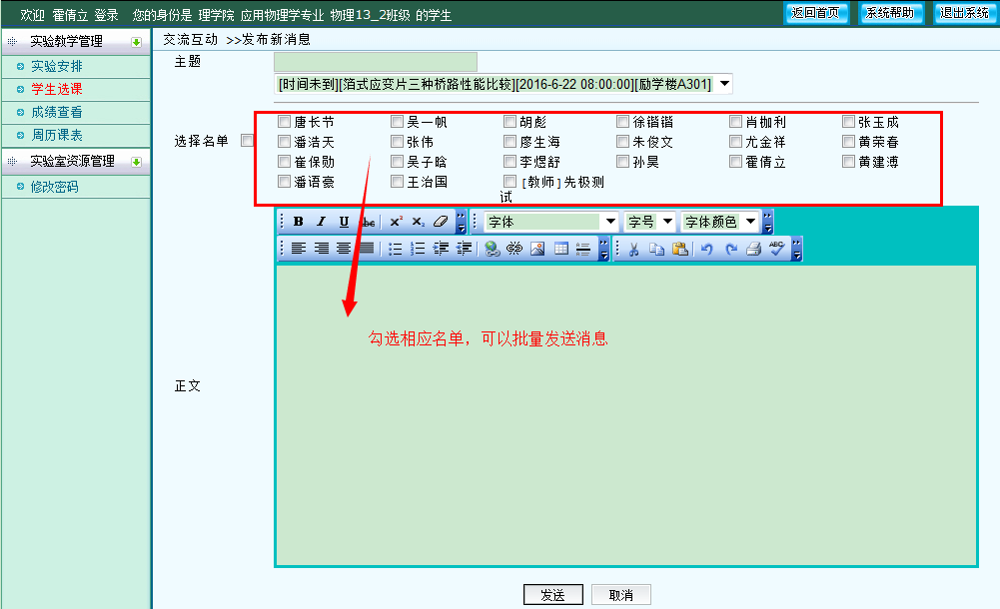 欢迎 霍倩立 登录 您的身份是 理学院 应用物理学专业 物理13_2班级 的学生
返回首页 系统帮助 退出系统
实验教学管理
实验安排
学生选课
成绩查看
周历课表
实验室资源管理
修改密码
交流互动 >>发布新消息
主题
[时间未到][箔式应变片三种桥路性能比较][2016-6-22 08:00:00][励学楼A301]
选择名单
唐长节 吴一帆 胡彪 徐锴锴 肖枷利 张玉成
潘浩天 张伟 廖生海 朱俊文 尤金祥 黄荣春
崔保勋 吴子晗 李煜舒 孙昊 霍倩立 黄建溥
潘语豪 王治国 [教师]先极测
试
B I U abc x² x₂
字体 字号 字体颜色
ABC
勾选相应名单，可以批量发送消息
正文
发送 取消